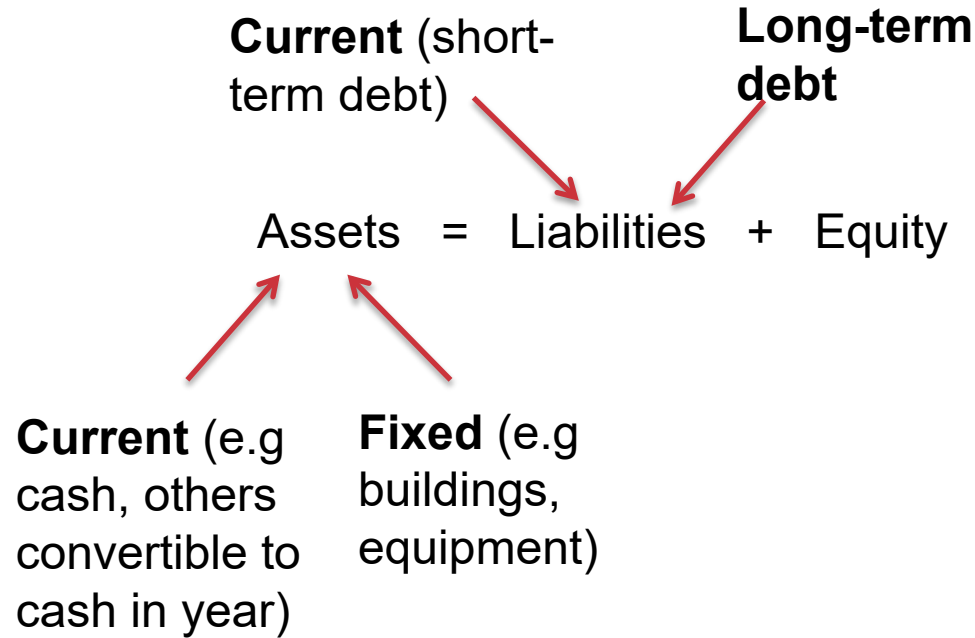 Current (short-
term debt)
Long-term
debt
Assets = Liabilities + Equity
Current (e.g
cash, others
convertible to
cash in year)
Fixed (e.g
buildings,
equipment)